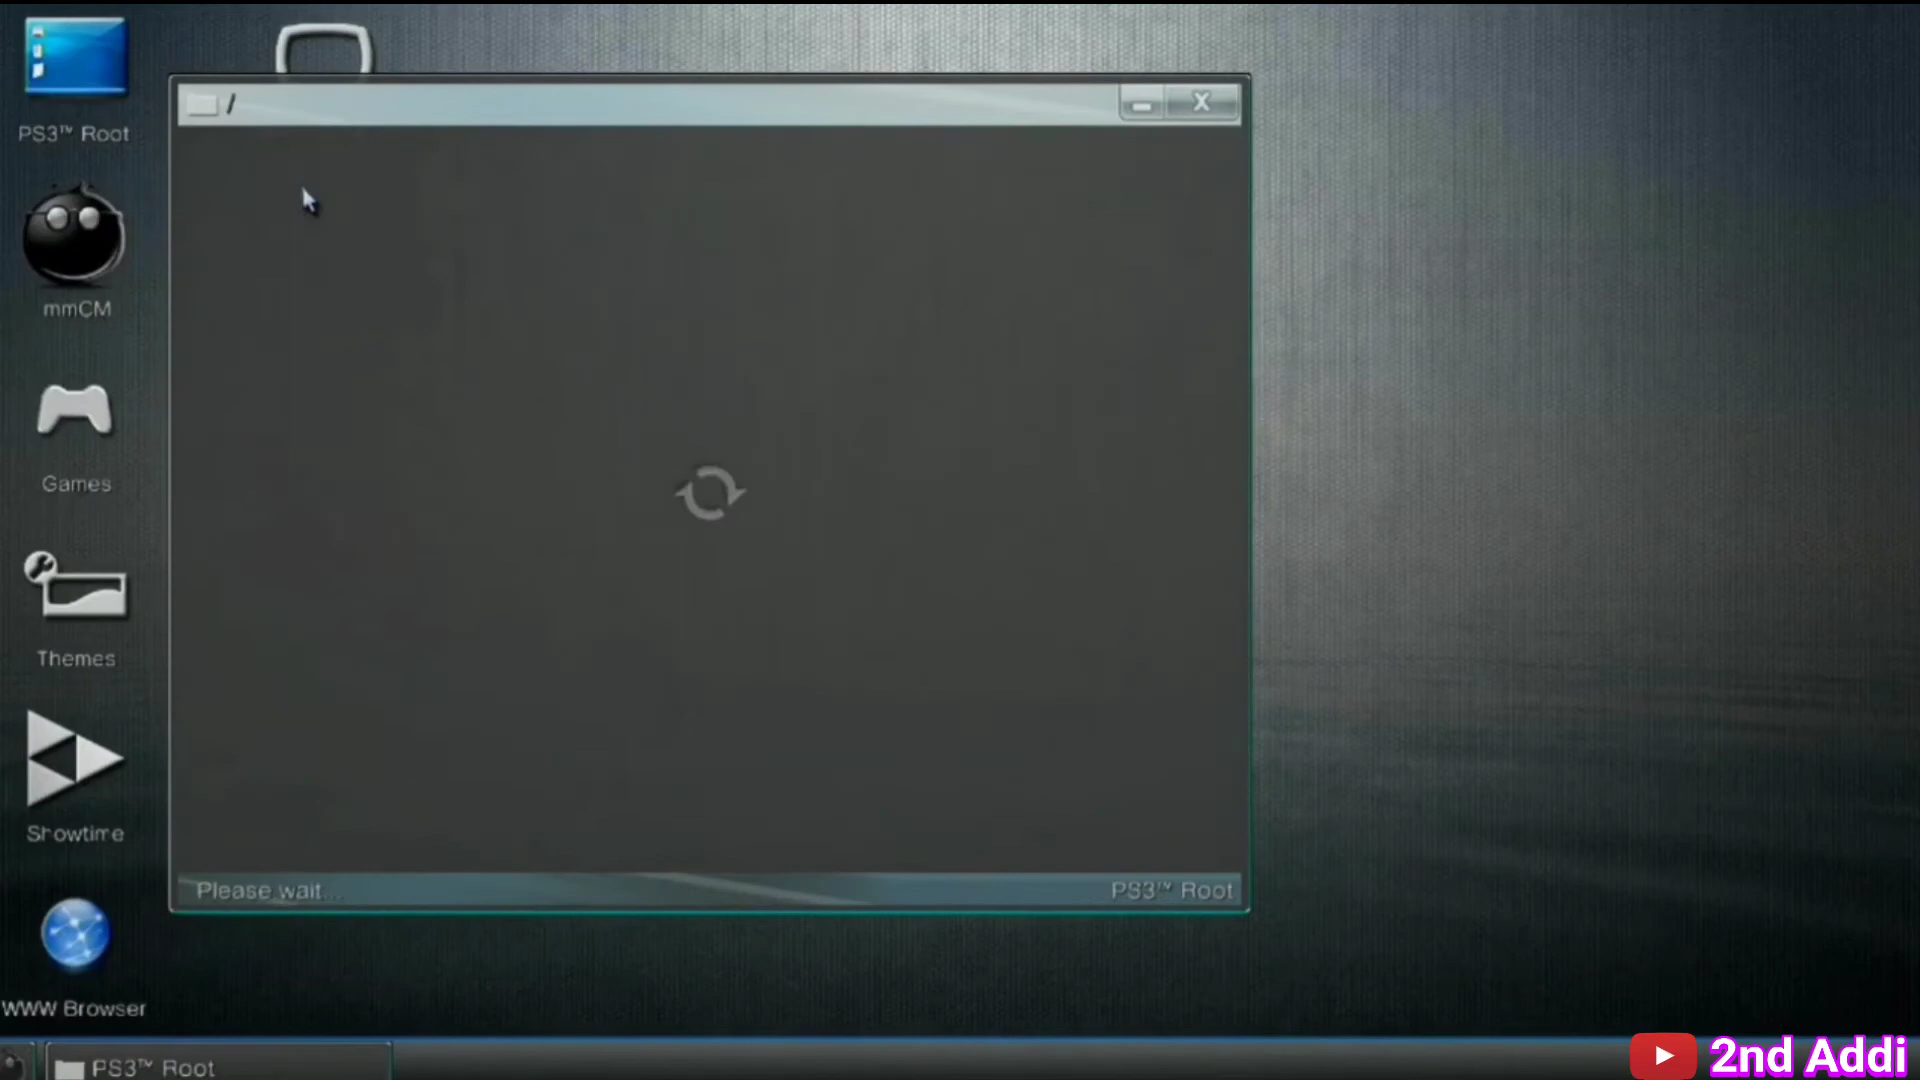 PS3™ Root
mmCM
Games
Themes
Showtime
WWW Browser
/
X
Please wait...
PS3™ Root
PS3™ Root
2nd Addi